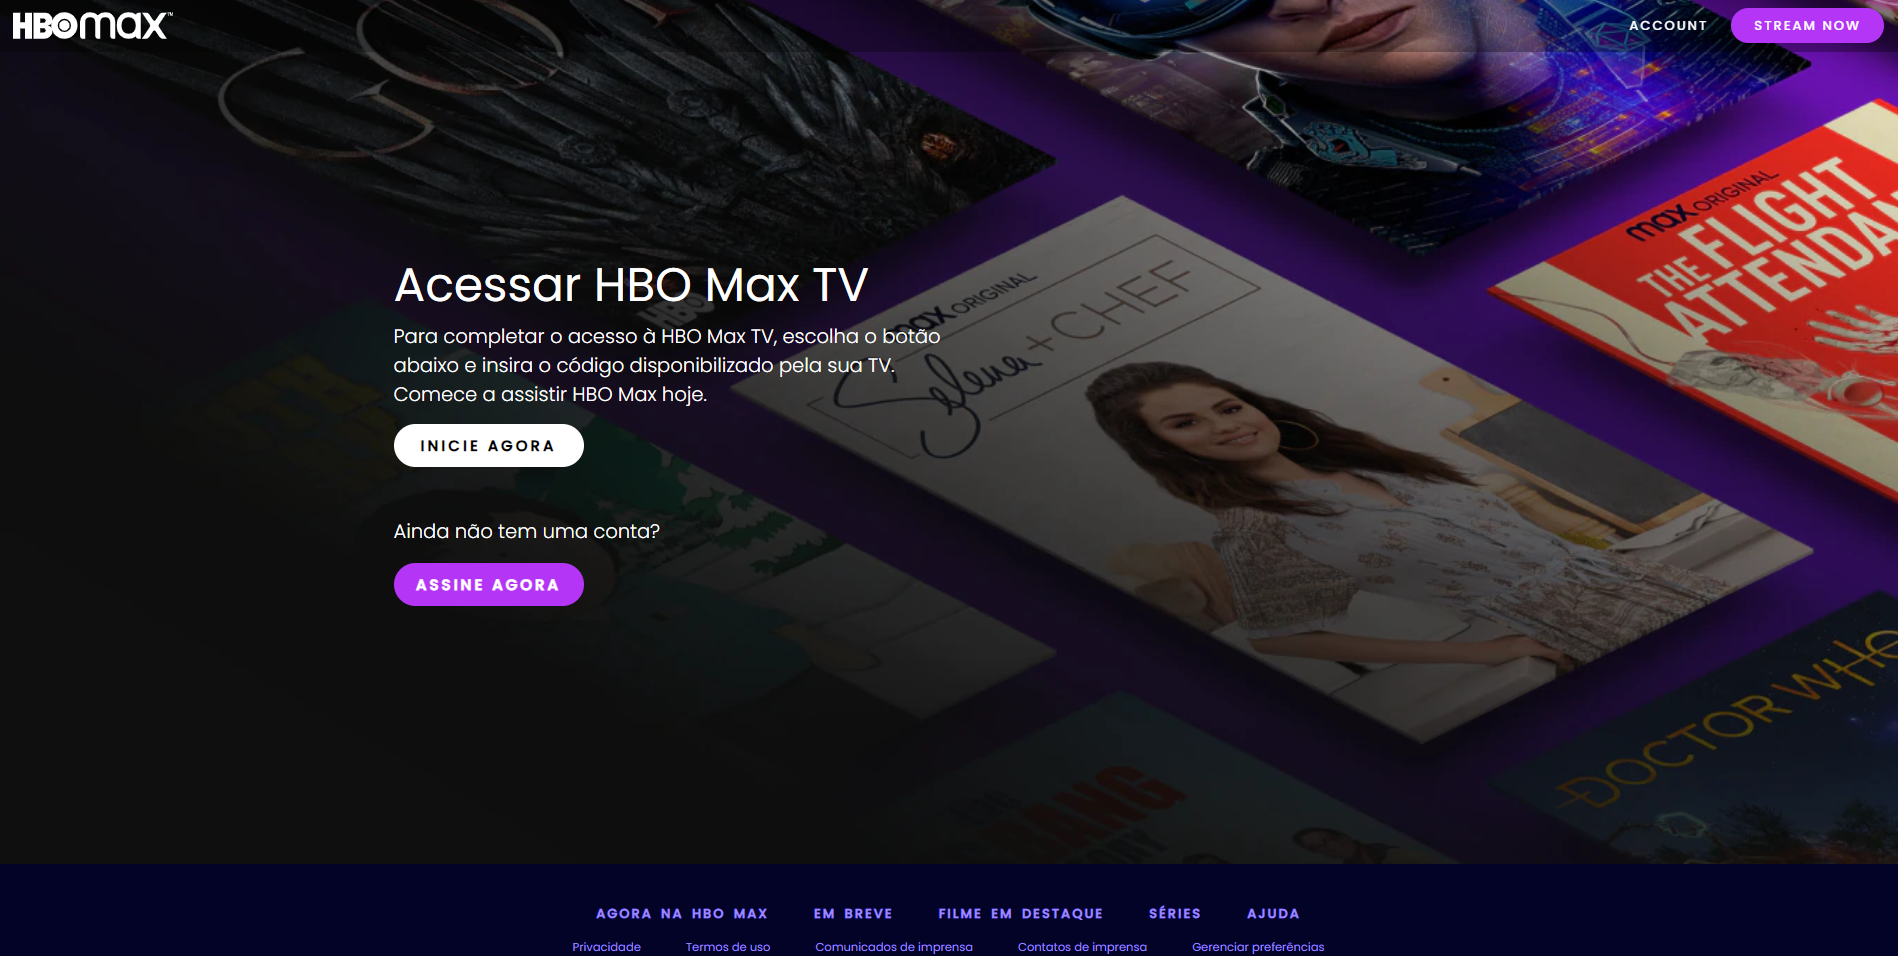 HBOmax™
ACCOUNT
STREAM NOW
max ORIGINAL
THE FLIGHT
ATTENDA
max ORIGINAL
Selena + CHEF
HBO
Acessar HBO Max TV
Para completar o acesso à HBO Max TV, escolha o botão
abaixo e insira o código disponibilizado pela sua TV.
Comece a assistir HBO Max hoje.
INICIE AGORA
Ainda não tem uma conta?
ASSINE AGORA
DOCTOR WHO
BANG
AGORA NA HBO MAX
EM BREVE
FILME EM DESTAQUE
SÉRIES
AJUDA
Privacidade
Termos de uso
Comunicados de imprensa
Contatos de imprensa
Gerenciar preferências